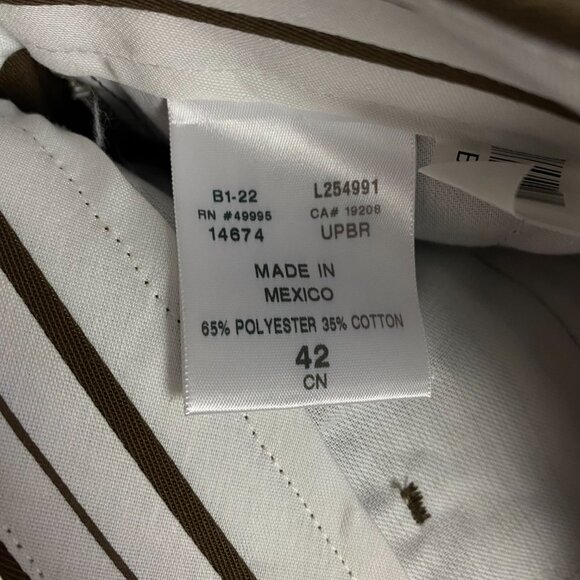 B1-22 L254991
RN #49995 CA# 19208
14674 UPBR
MADE IN
MEXICO
65% POLYESTER 35% COTTON
42
CN
E